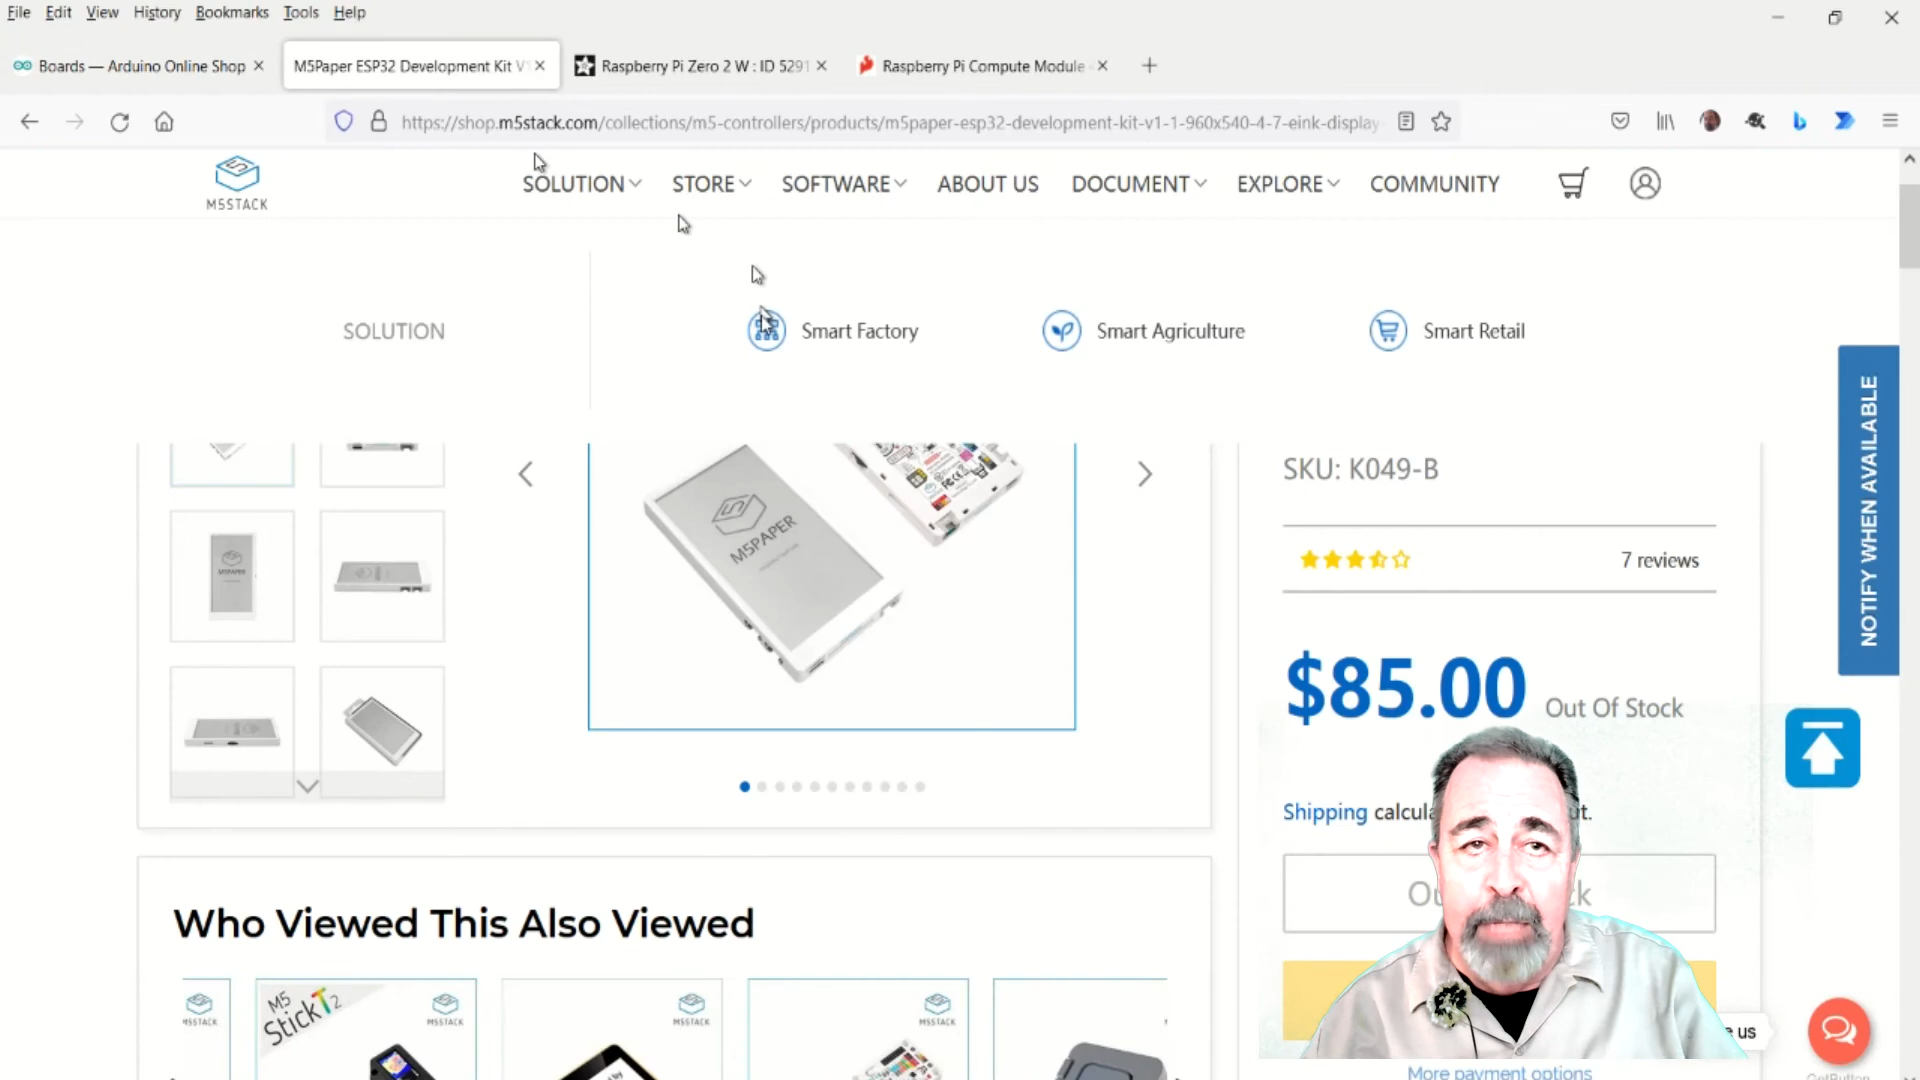 File Edit View History Bookmarks Tools Help
Boards — Arduino Online Shop
M5Paper ESP32 Development Kit V
Raspberry Pi Zero 2 W : ID 5291
Raspberry Pi Compute Module
https://shop.m5stack.com/collections/m5-controllers/products/m5paper-esp32-development-kit-v1-1-960x540-4-7-eink-display
M5STACK
SOLUTION STORE SOFTWARE ABOUT US DOCUMENT EXPLORE COMMUNITY
SOLUTION
Smart Factory
Smart Agriculture
Smart Retail
NOTIFY WHEN AVAILABLE
M5PAPER
SKU: K049-B
7 reviews
$85.00 Out Of Stock
Shipping
Who Viewed This Also Viewed
M5STACK
M5
StickT2
M5STACK
M5STACK
M5STACK
us
More payment options